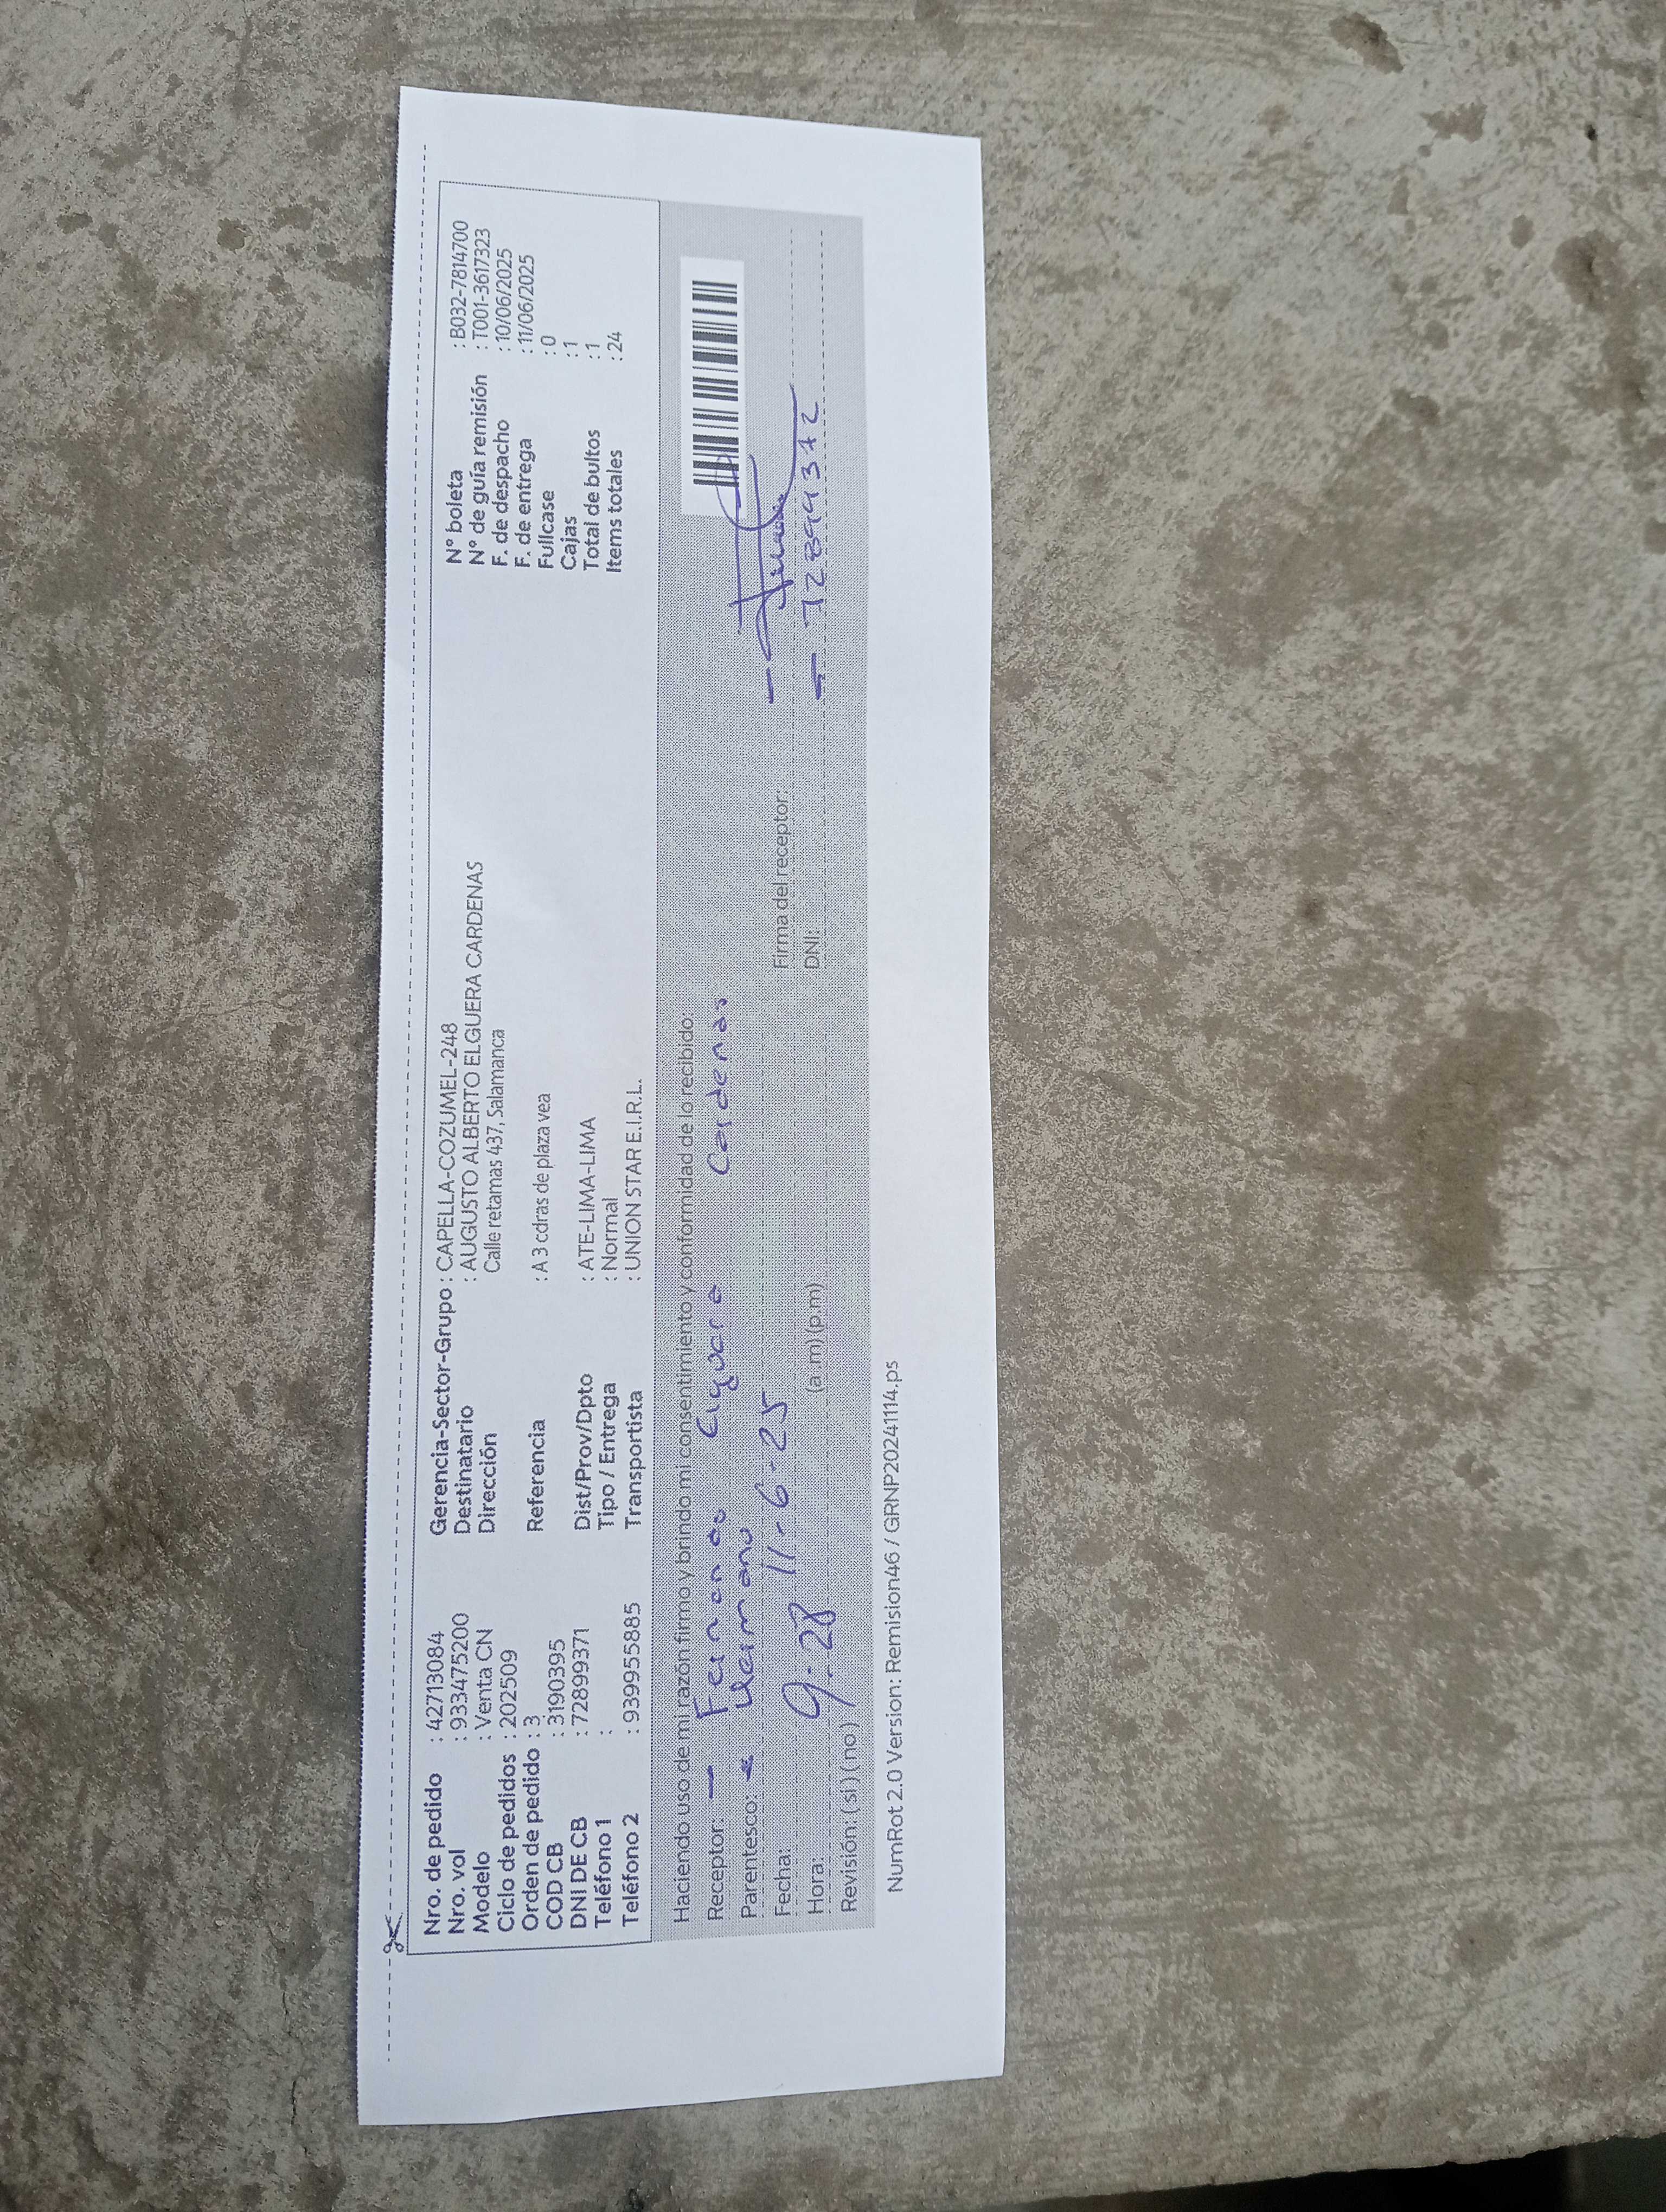 Nro. de pedido : 42713084
Nro. vol : 933475200
Modelo : Venta CN
Ciclo de pedidos : 202509
Orden de pedido : 3
COD CB : 3190395
DNI DE CB : 72899371
Teléfono 1 :
Teléfono 2 : 939955885
Gerencia-Sector-Grupo : CAPELLA-COZUMEL-248
Destinatario : AUGUSTO ALBERTO ELGUERA CARDENAS
Dirección Calle retamas 437, Salamanca
Referencia : A 3 cdras de plaza vea
Dist/Prov/Dpto : ATE-LIMA-LIMA
Tipo / Entrega : Normal
Transportista : UNION STAR E.I.R.L.
N° boleta : B032-7814700
N° de guía remisión : T001-3617323
F. de despacho : 10/06/2025
F. de entrega : 11/06/2025
Fullcase : 0
Cajas : 1
Total de bultos : 1
Items totales : 24
Haciendo uso de mi razón firmo y brindo mi consentimiento y conformidad de lo recibido:
Receptor: - Fernando Elguera Cardenas
Parentesco: Hermano
Fecha: 11-6-25
Hora: 9:28 (a.m) (p.m)
Revisión: (si) (no)
Firma del receptor:
DNI: - 72899372
NumRot 2.0 Version: Remision46 / GRNP20241114.ps